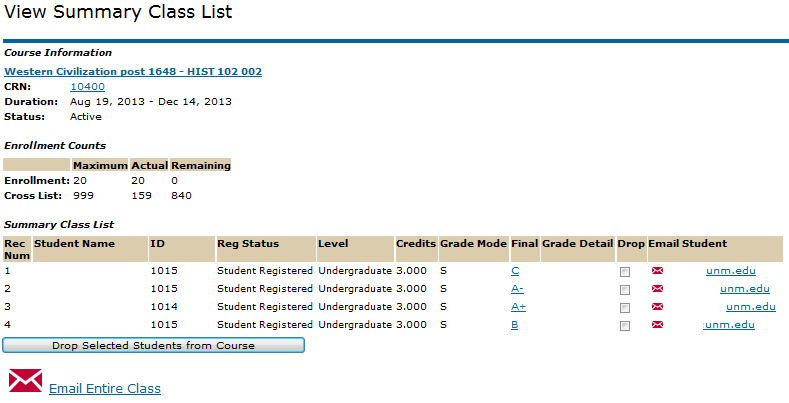 View Summary Class List
Course Information
Western Civilization post 1648 - HIST 102 002
CRN: 10400
Duration: Aug 19, 2013 - Dec 14, 2013
Status: Active
Enrollment Counts
Maximum Actual Remaining
Enrollment: 20 20 0
Cross List: 999 159 840
Summary Class List
Rec Num Student Name ID Reg Status Level Credits Grade Mode Final Grade Detail Drop Email Student
1 1015 Student Registered Undergraduate 3.000 S C unm.edu
2 1015 Student Registered Undergraduate 3.000 S A- unm.edu
3 1014 Student Registered Undergraduate 3.000 S A+ unm.edu
4 1015 Student Registered Undergraduate 3.000 S B unm.edu
Drop Selected Students from Course
Email Entire Class